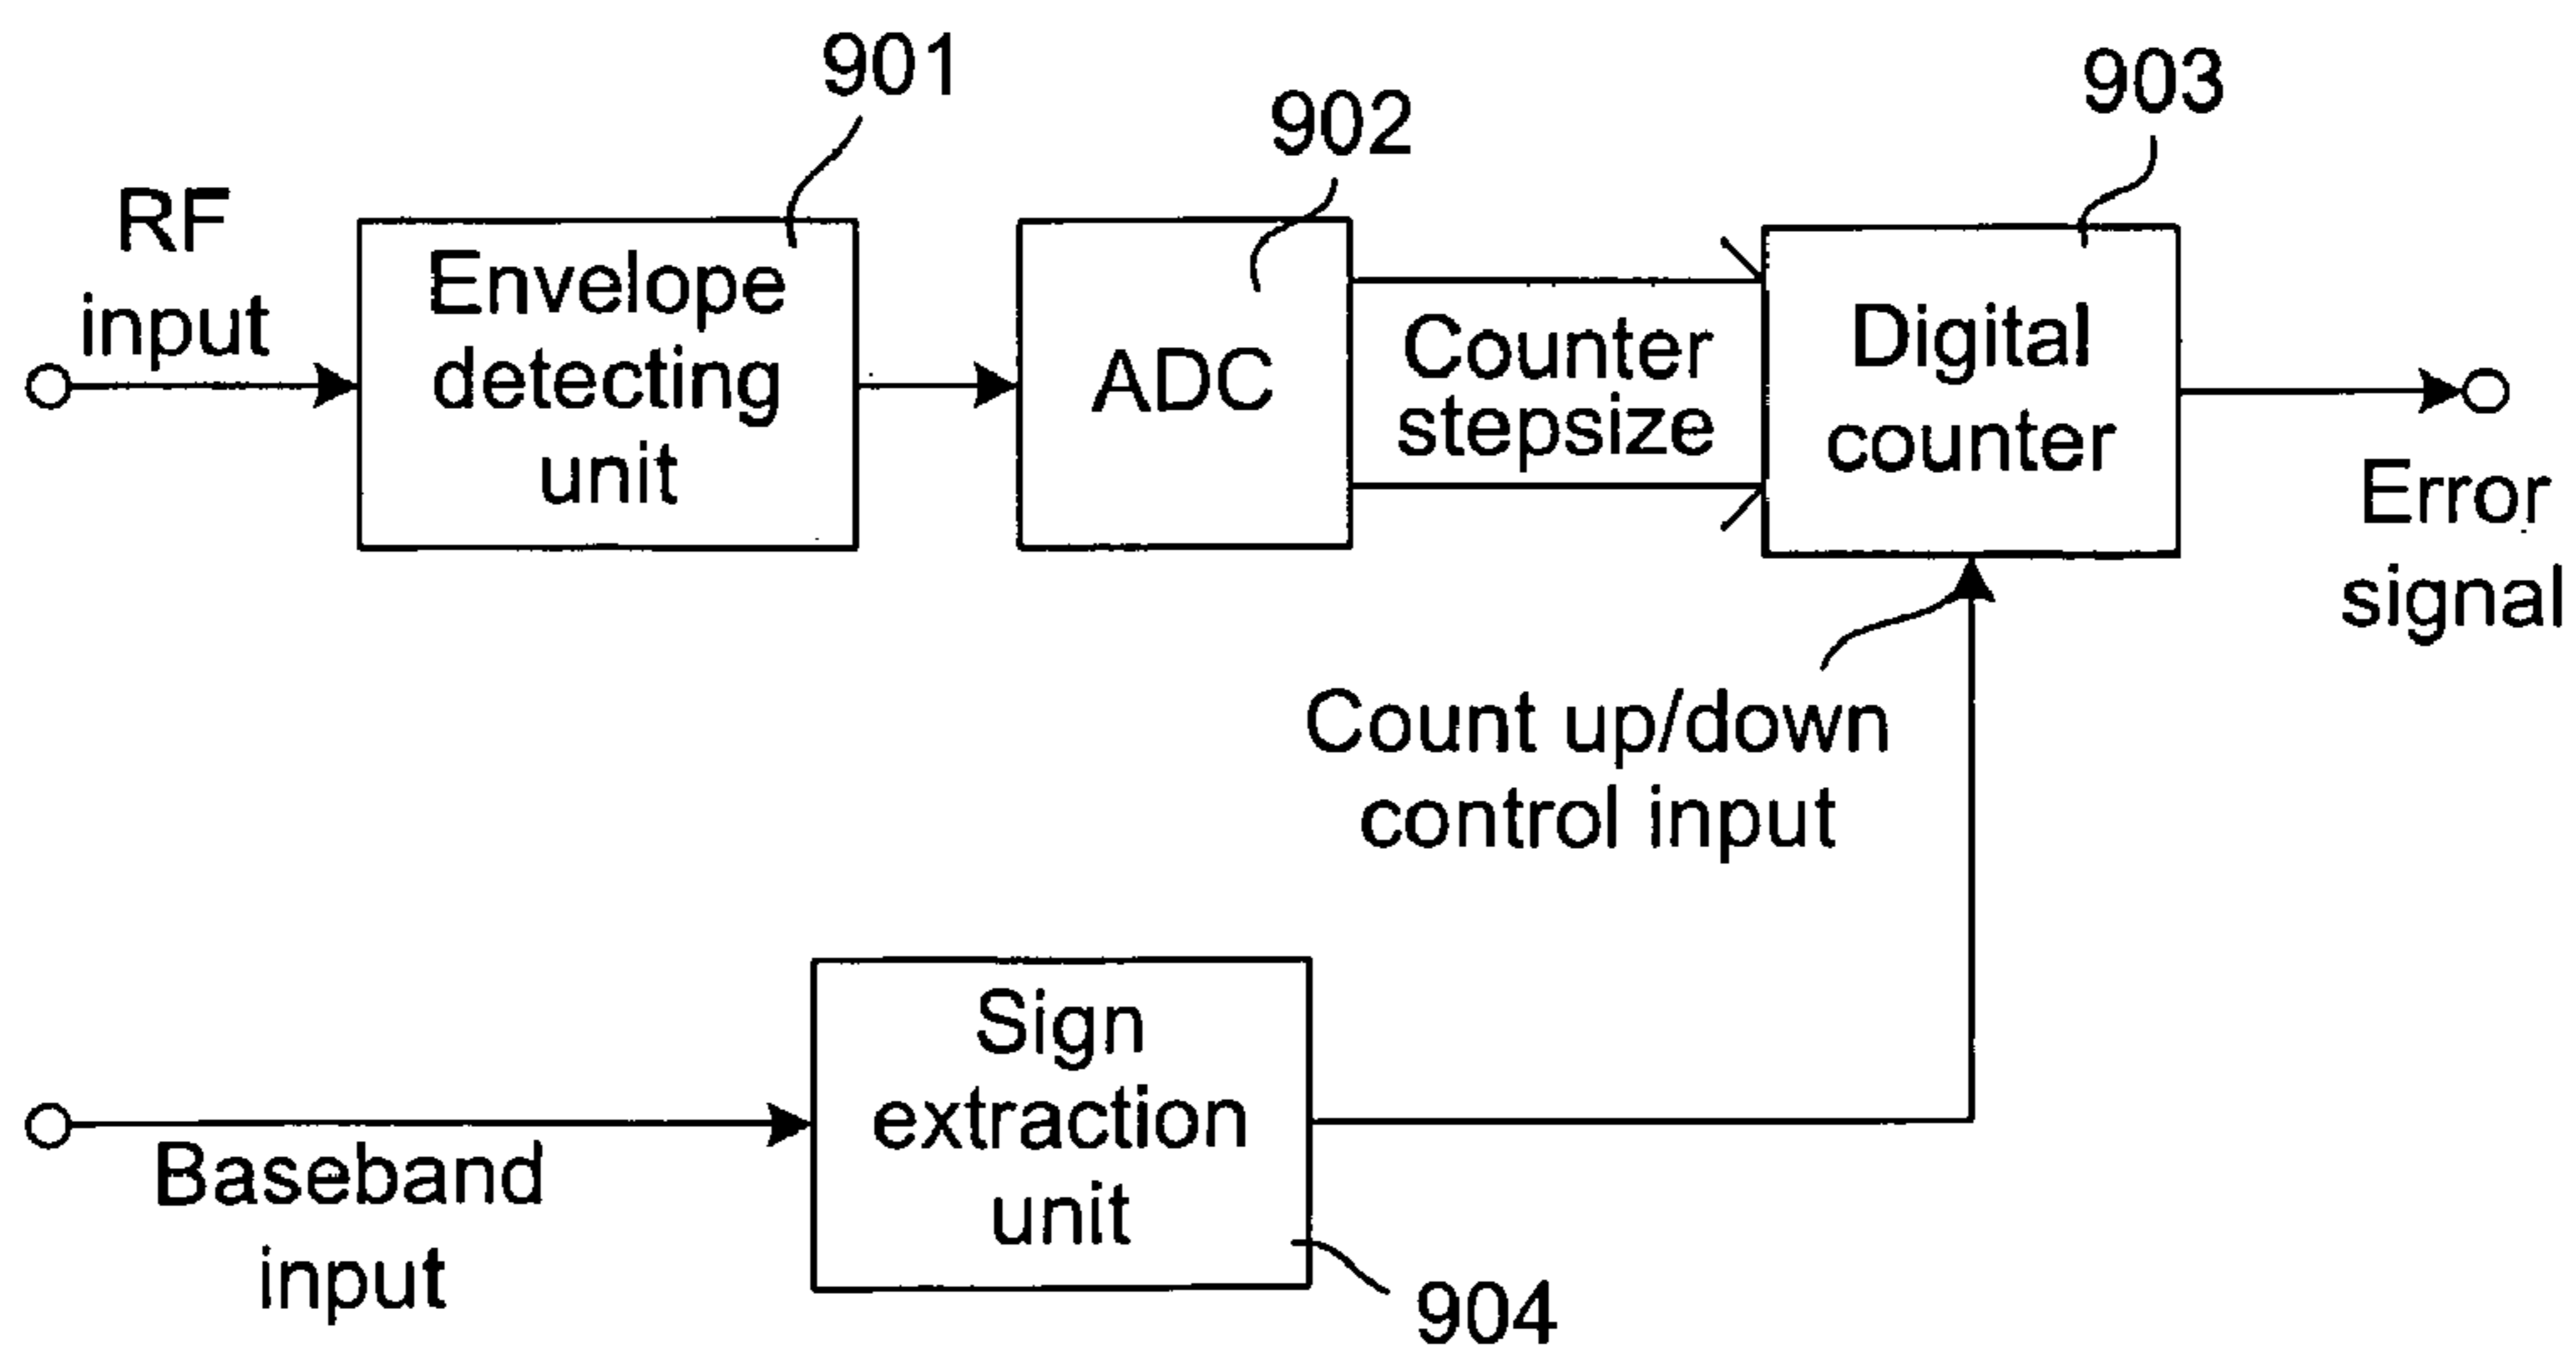 901
902
903
RF
input
Envelope
detecting
unit
ADC
Counter
stepsize
Digital
counter
Error
signal
Count up/down
control input
Sign
extraction
unit
Baseband
input
904